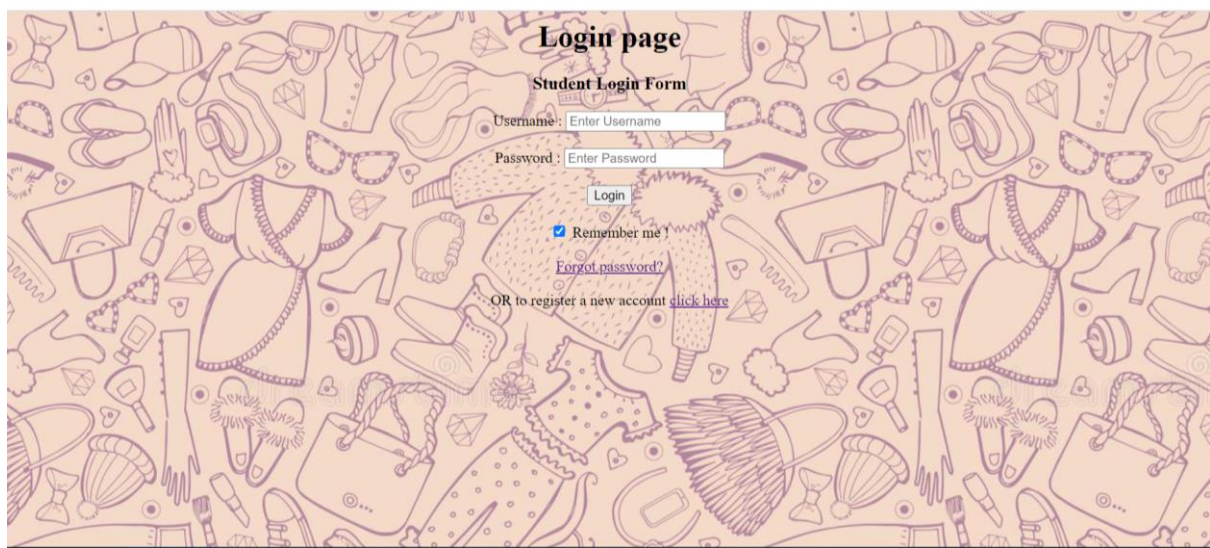 Login page
Student Login Form
Username : Enter Username
Password : Enter Password
Login
Remember me !
Forgot password?
OR to register a new account click here